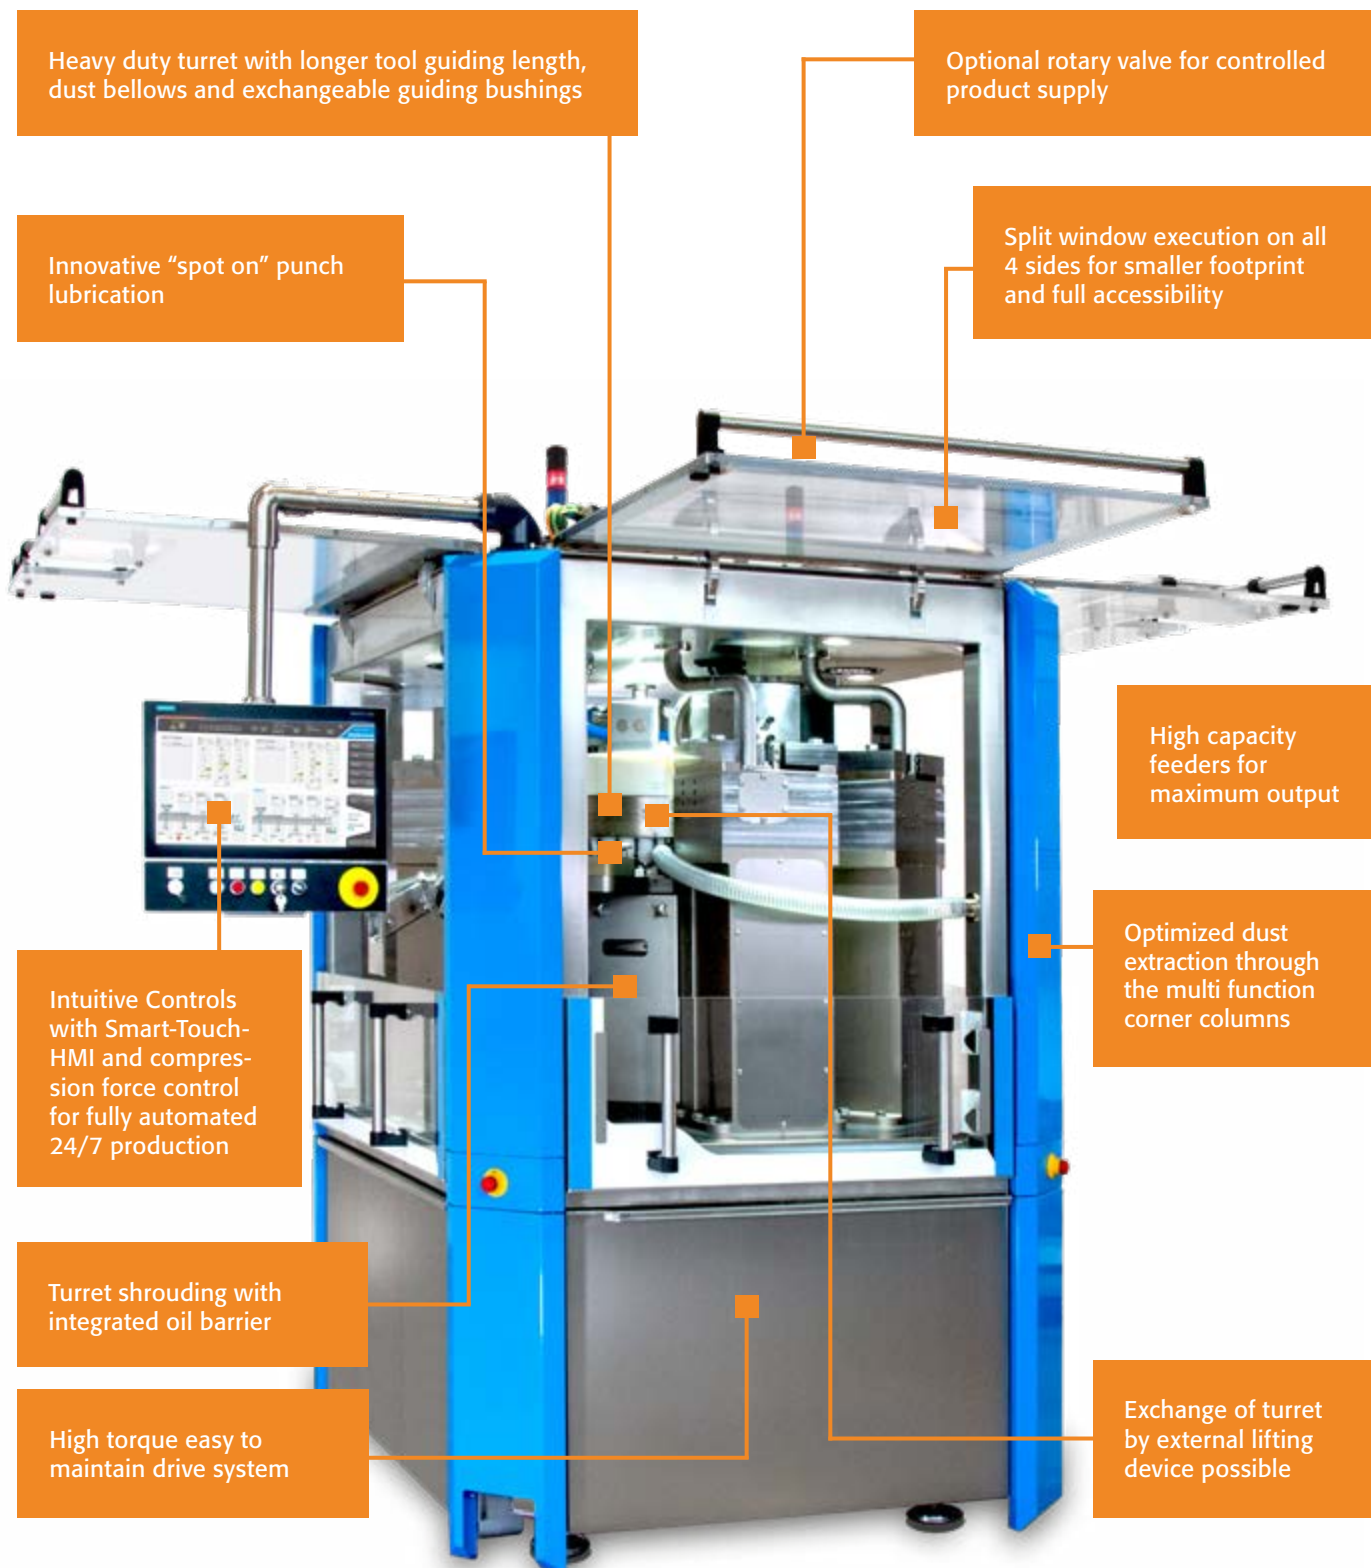 Heavy duty turret with longer tool guiding length,
dust bellows and exchangeable guiding bushings
Optional rotary valve for controlled
product supply
Innovative “spot on” punch
lubrication
Split window execution on all
4 sides for smaller footprint
and full accessibility
High capacity
feeders for
maximum output
Optimized dust
extraction through
the multi function
corner columns
Intuitive Controls
with Smart-Touch-
HMI and compres-
sion force control
for fully automated
24/7 production
Turret shrouding with
integrated oil barrier
High torque easy to
maintain drive system
Exchange of turret
by external lifting
device possible